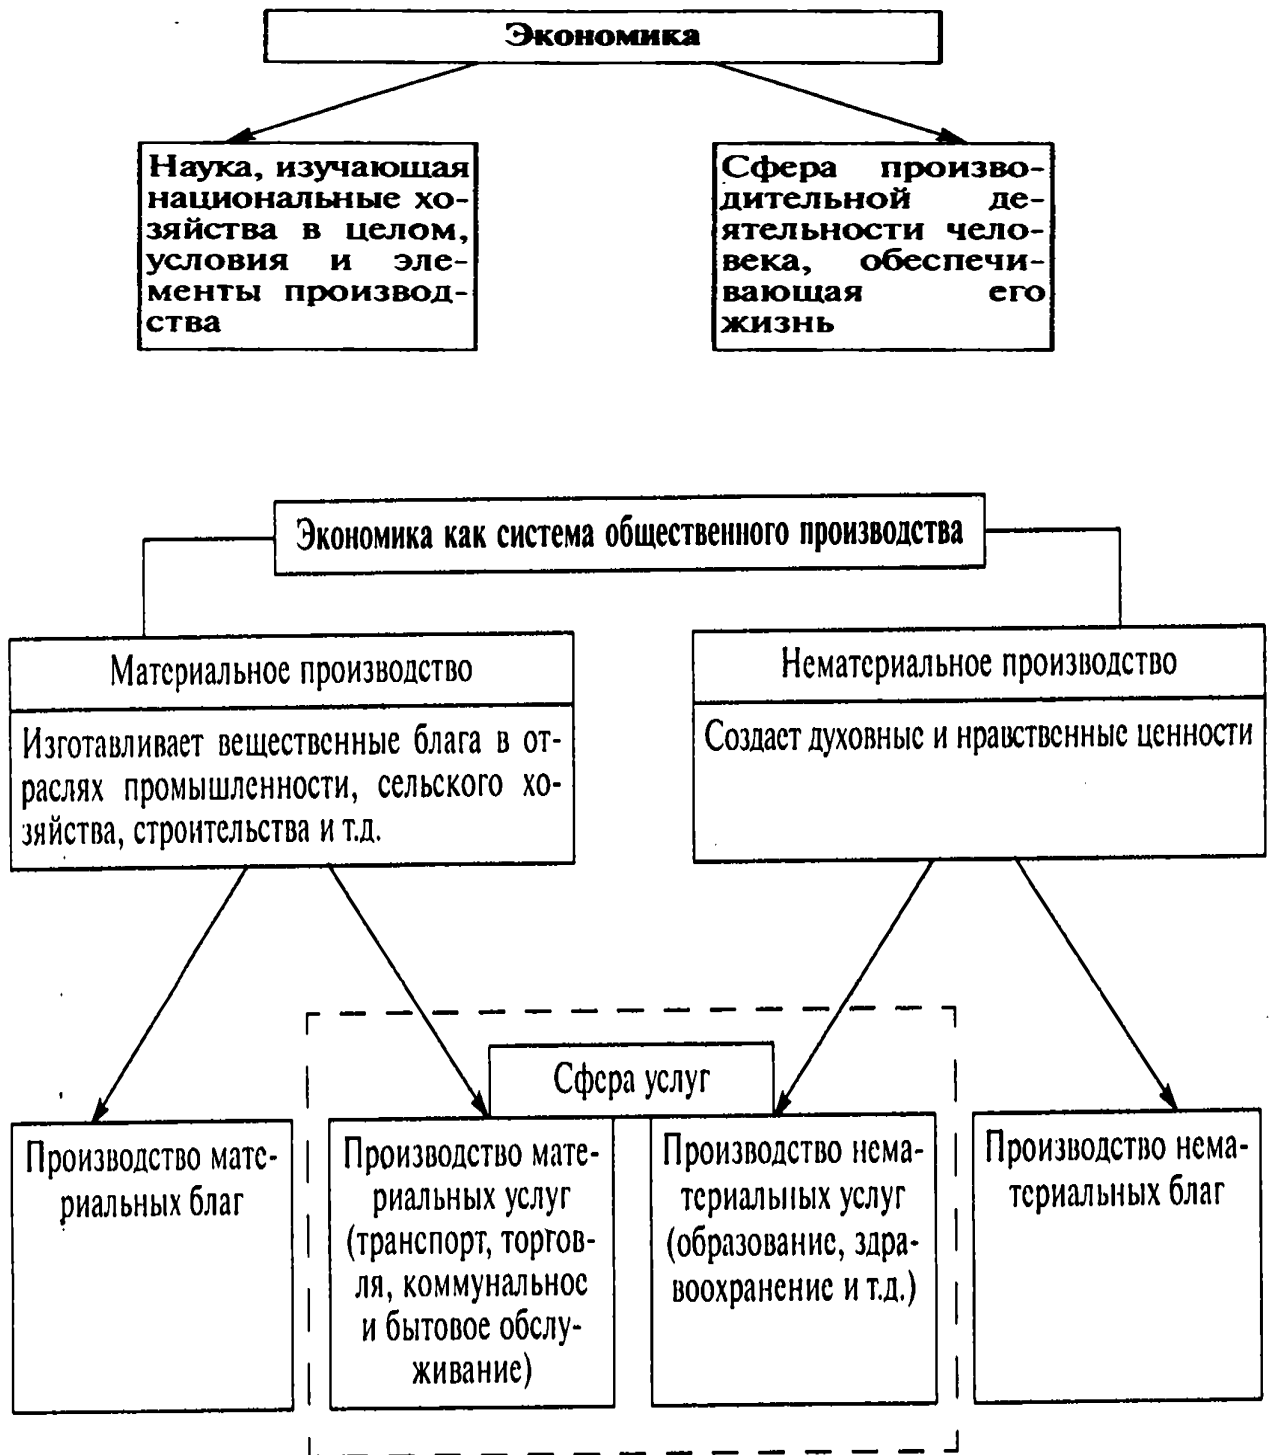 Экономика
Наука, изучающая
национальные хо-
зяйства в целом,
условия и эле-
менты производ-
ства
Сфера произво-
дительной де-
ятельности чело-
века, обеспечи-
вающая его
жизнь
Экономика как система общественного производства
Материальное производство
Изготавливает вещественные блага в от-
раслях промышленности, сельского хо-
зяйства, строительства и т.д.
Нематериальное производство
Создает духовные и нравственные ценности
Сфера услуг
Производство мате-
риальных благ
Производство мате-
риальных услуг
(транспорт, торгов-
ля, коммунальное
и бытовое обслу-
живание)
Производство нема-
териальных услуг
(образование, здра-
воохранение и т.д.)
Производство нема-
териальных благ